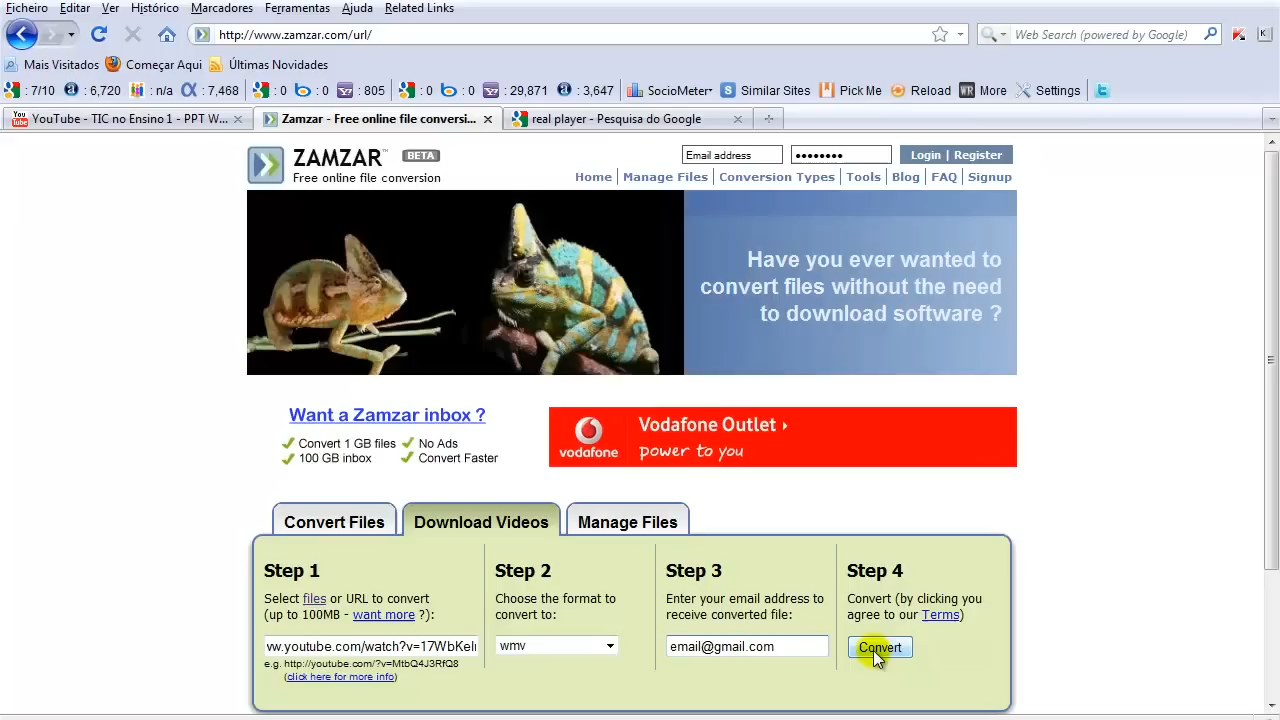 Ficheiro Editar Ver Histórico Marcadores Ferramentas Ajuda Related Links
http://www.zamzar.com/url/ Web Search (powered by Google) K
Mais Visitados Começar Aqui Últimas Novidades
: 7/10 : 6,720 : n/a : 7,468 : 0 : 0 : 805 : 0 : 0 : 29,871 : 3,647 SocioMeter Similar Sites Pick Me Reload WR More Settings
You Tube YouTube - TIC no Ensino 1 - PPT W... Zamzar - Free online file conversi... real player - Pesquisa do Google
ZAMZAR™ BETA
Free online file conversion
Email address •••••••• Login | Register
Home | Manage Files | Conversion Types | Tools | Blog | FAQ | Signup
Have you ever wanted to
convert files without the need
to download software ?
Want a Zamzar inbox ?
Convert 1 GB files No Ads
100 GB inbox Convert Faster
vodafone
Vodafone Outlet
power to you
Convert Files Download Videos Manage Files
Step 1
Select files or URL to convert
(up to 100MB - want more ?):
w.youtube.com/watch?v=17WbKeI
e.g. http://youtube.com/?v=MtbQ4J3RfQ8
(click here for more info)
Step 2
Choose the format to
convert to:
wmv
Step 3
Enter your email address to
receive converted file:
email@gmail.com
Step 4
Convert (by clicking you
agree to our Terms)
Convert